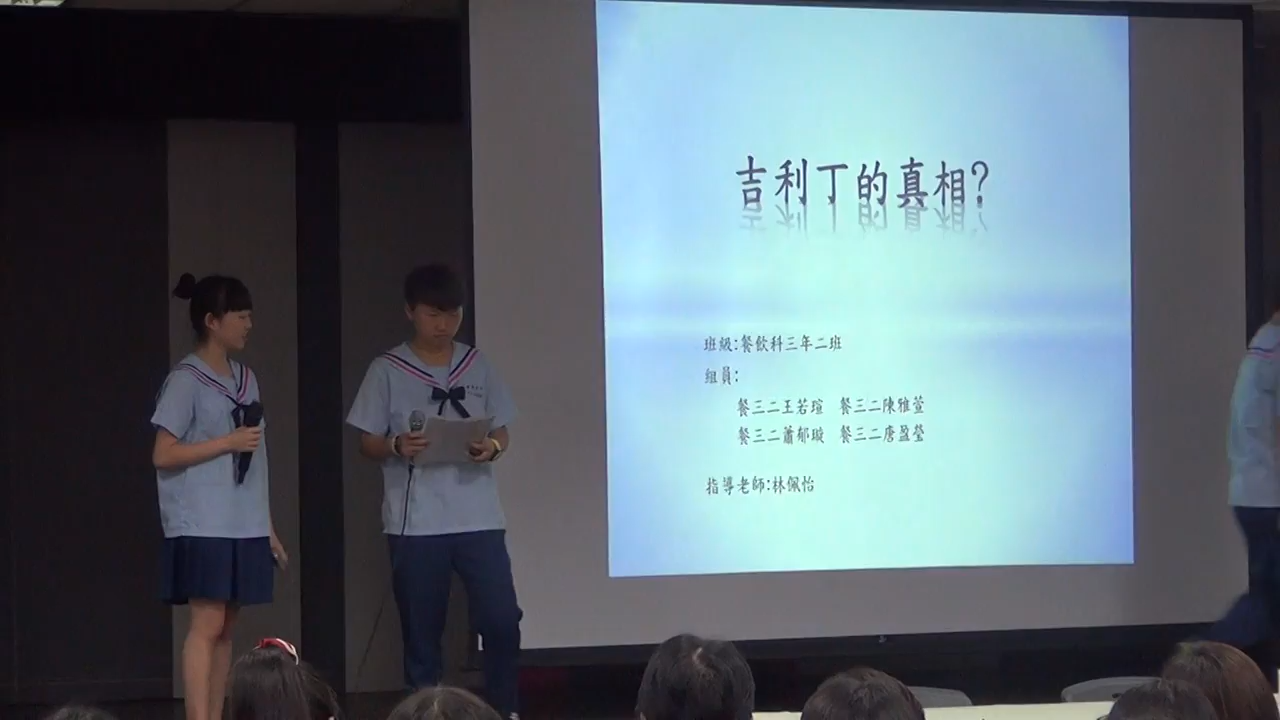 吉利丁的真相?
班級:餐飲科三年二班
組員:
餐三二王若瑄 餐三二陳雅萱
餐三二蕭郁璇 餐三二唐盈瑩
指導老師:林佩怡